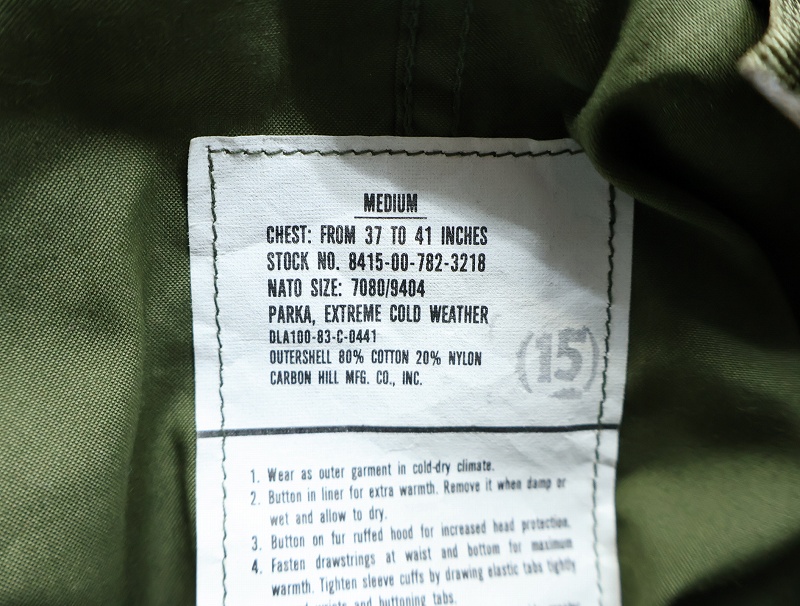 MEDIUM
CHEST: FROM 37 TO 41 INCHES
STOCK NO. 8415-00-782-3218
NATO SIZE: 7080/9404
PARKA, EXTREME COLD WEATHER
DLA100-83-C-0441
OUTERSHELL 80% COTTON 20% NYLON
CARBON HILL MFG. CO., INC.
(15)
1. Wear as outer garment in cold-dry climate.
2. Button in liner for extra warmth. Remove it when damp or
wet and allow to dry.
3. Button on fur ruffed hood for increased head protection.
4. Fasten drawstrings at waist and bottom for maximum
warmth. Tighten sleeve cuffs by drawing elastic tabs tightly
and buttoning tabs.